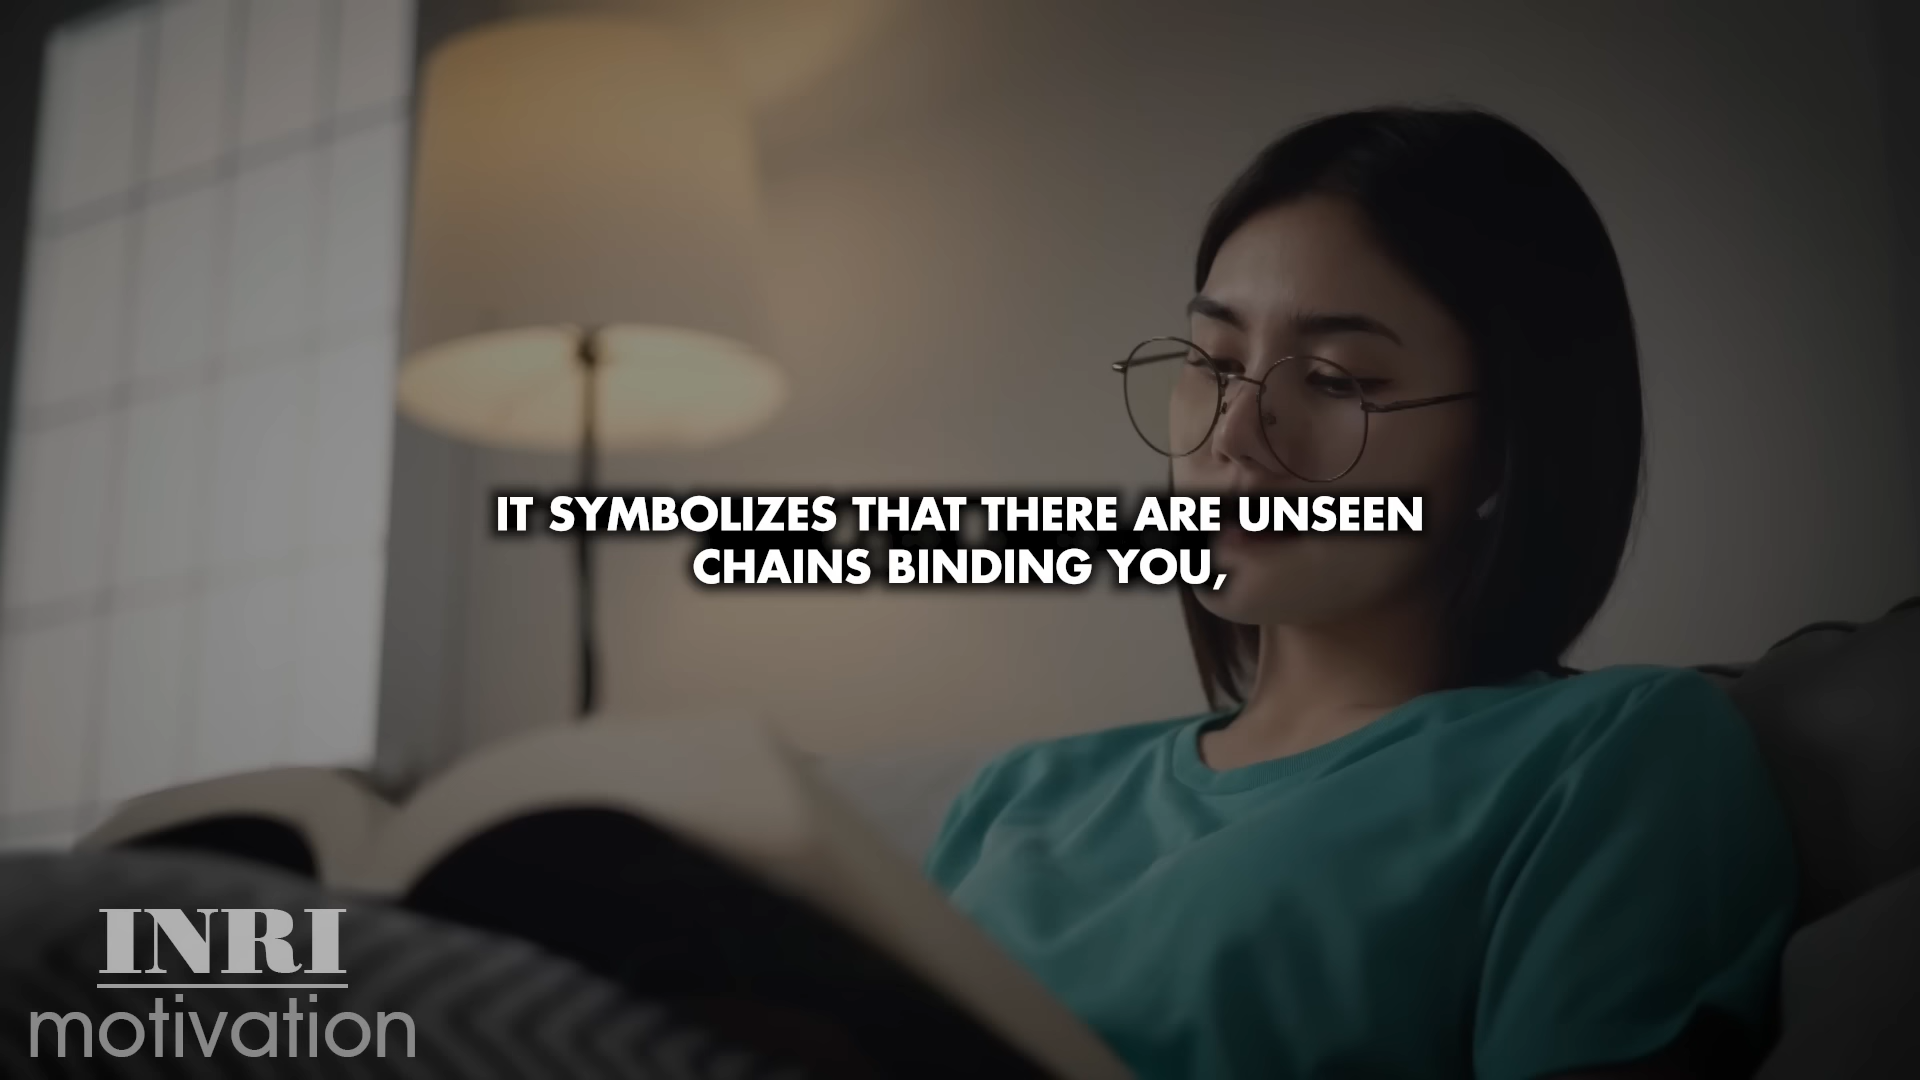 IT SYMBOLIZES THAT THERE ARE UNSEEN
CHAINS BINDING YOU,
INRI
motivation